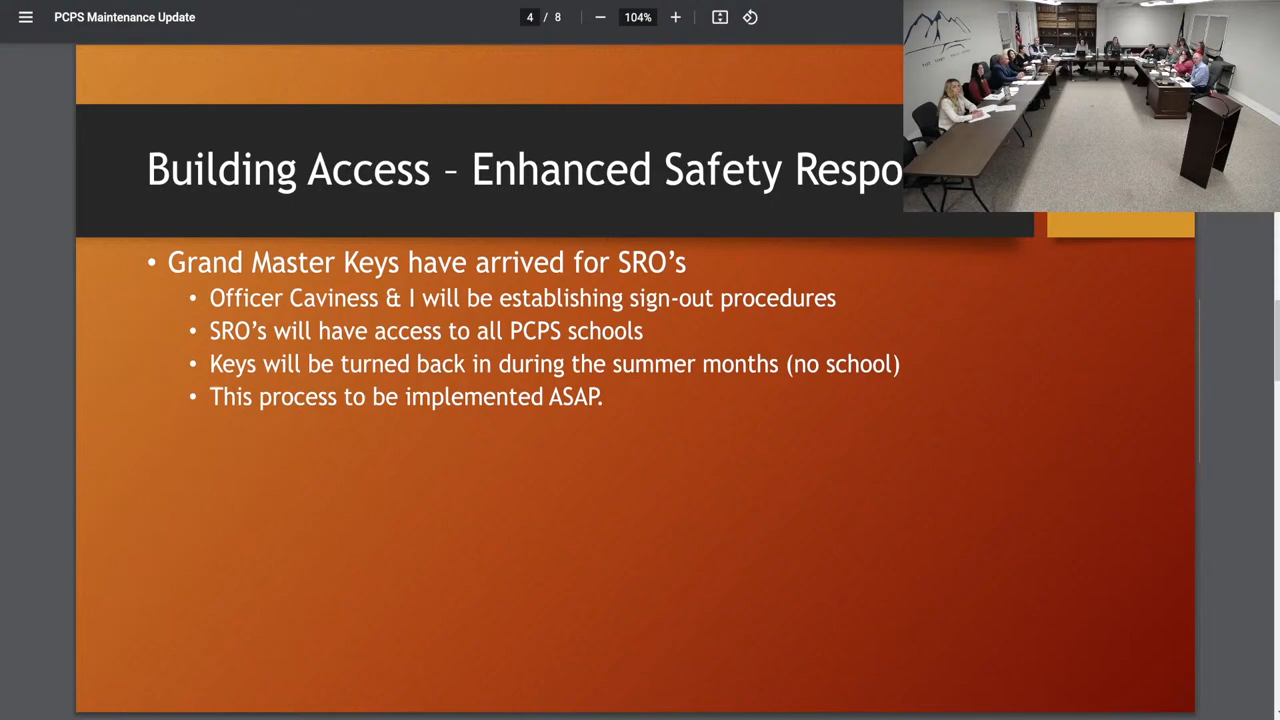 PCPS Maintenance Update
4 / 8
104%
Building Access – Enhanced Safety Respo
• Grand Master Keys have arrived for SRO's
• Officer Caviness & I will be establishing sign-out procedures
• SRO's will have access to all PCPS schools
• Keys will be turned back in during the summer months (no school)
• This process to be implemented ASAP.